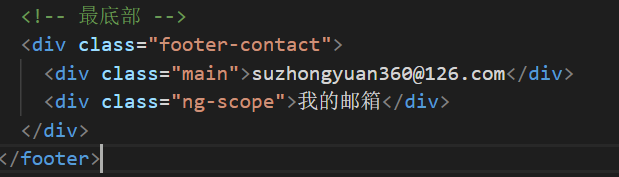 <!-- 最底部 -->
<div class="footer-contact">
<div class="main">suzhongyuan360@126.com</div>
<div class="ng-scope">我的邮箱</div>
</div>
</footer>